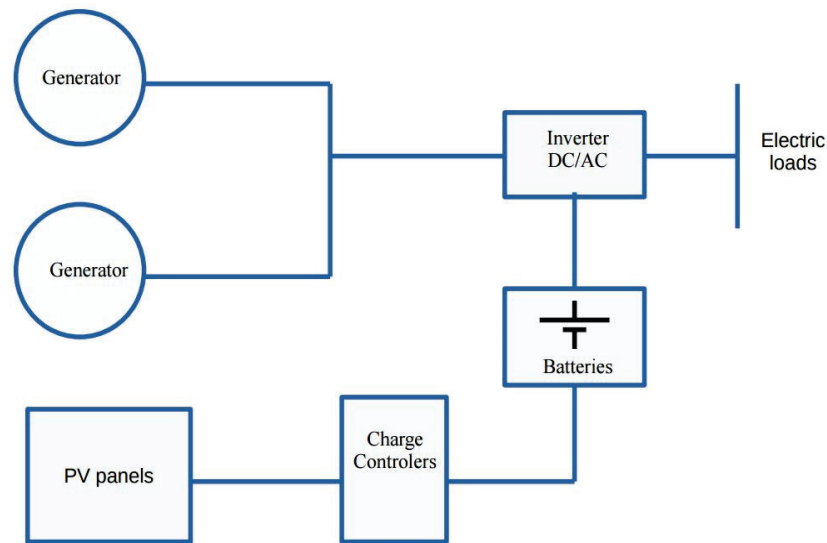 Generator
Inverter
DC/AC
Electric
loads
Generator
Batteries
PV panels
Charge
Controlers